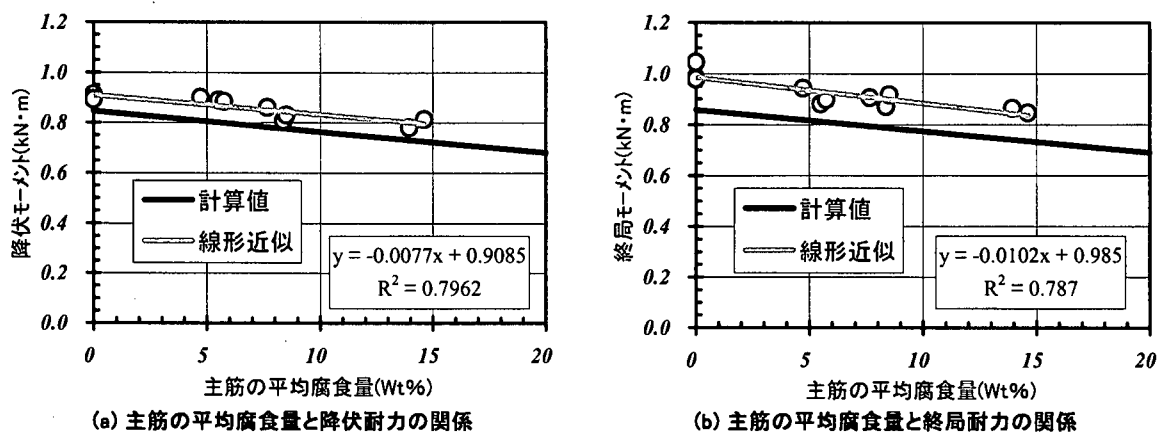 1.2
1.0
0.8
0.6
0.4
0.2
0.0
降伏モーメント(kN・m)
計算値
線形近似
y = -0.0077x + 0.9085
R² = 0.7962
0 5 10 15 20
主筋の平均腐食量(Wt%)
(a) 主筋の平均腐食量と降伏耐力の関係
1.2
1.0
0.8
0.6
0.4
0.2
0.0
終局モーメント(kN・m)
計算値
線形近似
y = -0.0102x + 0.985
R² = 0.787
0 5 10 15 20
主筋の平均腐食量(Wt%)
(b) 主筋の平均腐食量と終局耐力の関係